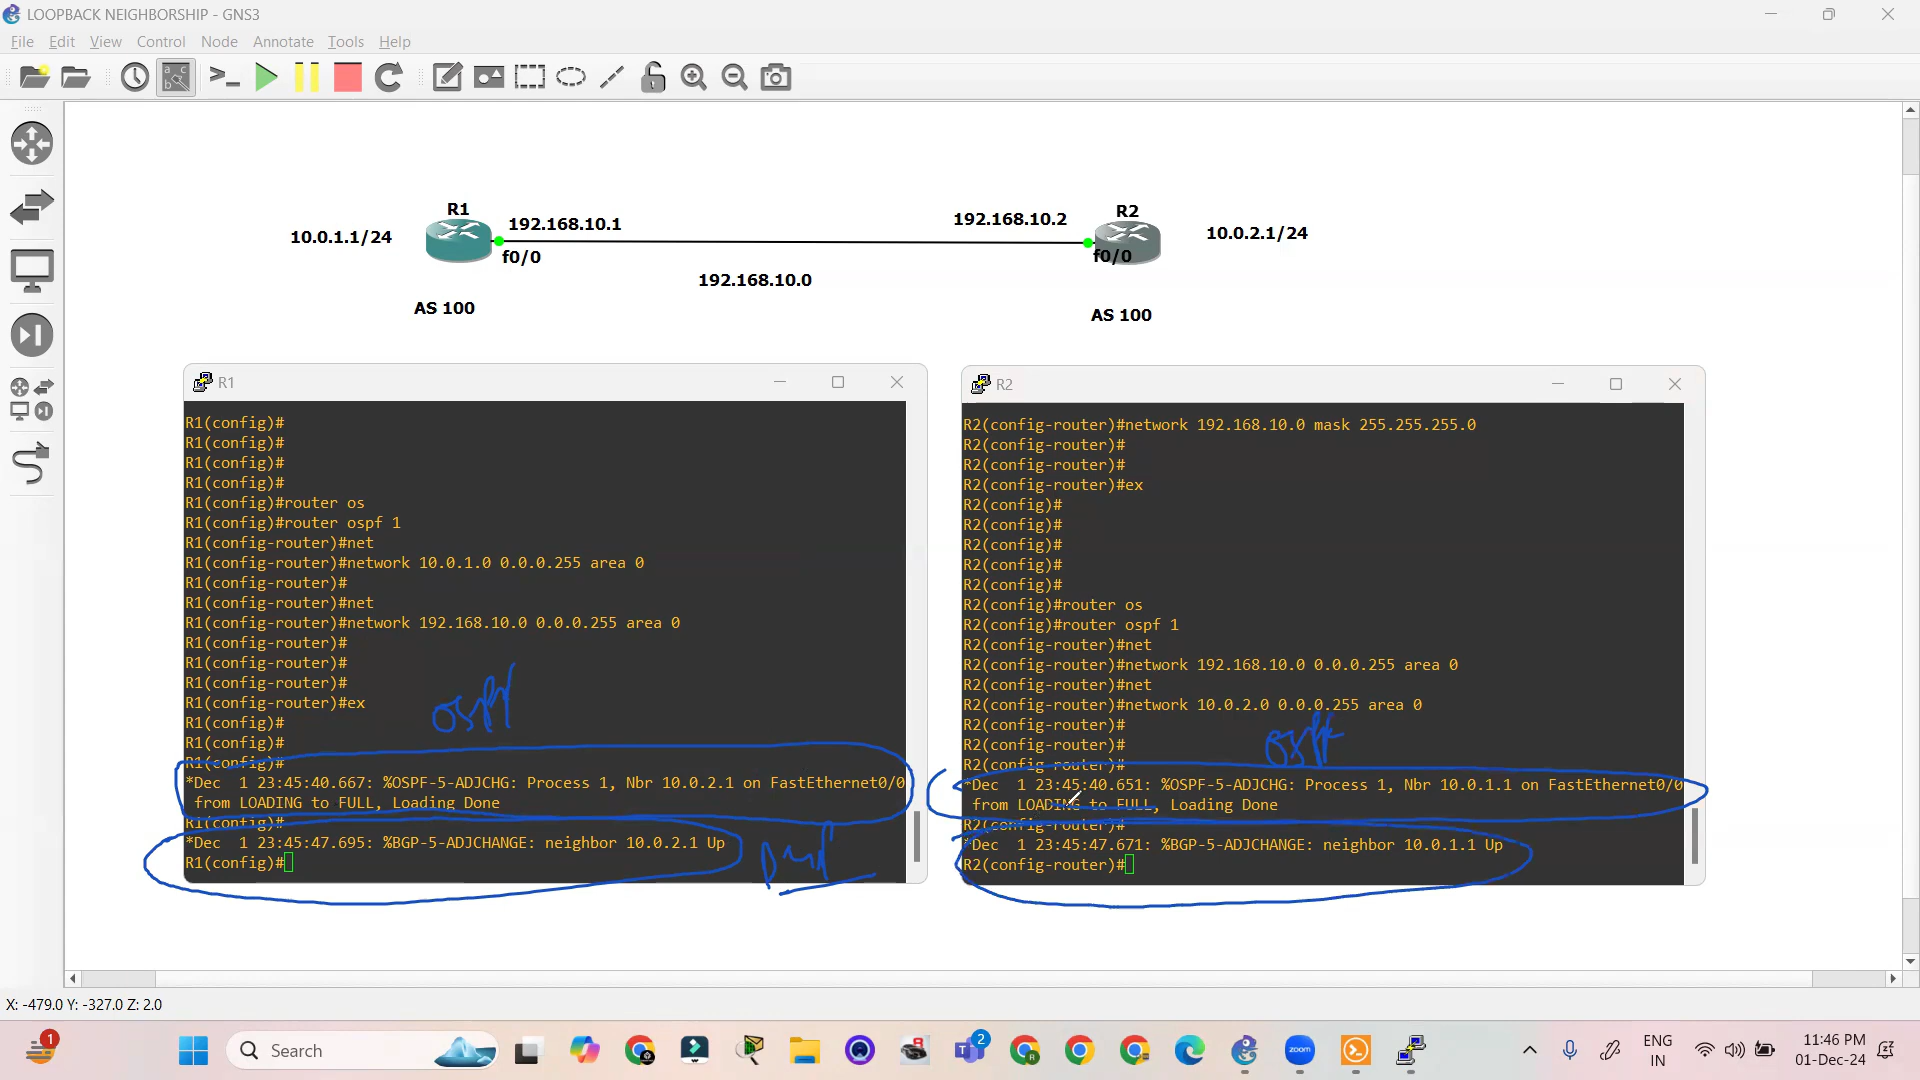 LOOPBACK NEIGHBORSHIP - GNS3
File Edit View Control Node Annotate Tools Help
R1
R2
10.0.1.1/24
192.168.10.1
192.168.10.2
10.0.2.1/24
f0/0
f0/0
192.168.10.0
AS 100
AS 100
R1
R1(config)#
R1(config)#
R1(config)#
R1(config)#
R1(config)#router os
R1(config)#router ospf 1
R1(config-router)#net
R1(config-router)#network 10.0.1.0 0.0.0.255 area 0
R1(config-router)#
R1(config-router)#net
R1(config-router)#network 192.168.10.0 0.0.0.255 area 0
R1(config-router)#
R1(config-router)#
R1(config-router)#
R1(config-router)#ex
R1(config)#
R1(config)#
R1(config)#
*Dec 1 23:45:40.667: %OSPF-5-ADJCHG: Process 1, Nbr 10.0.2.1 on FastEthernet0/0
from LOADING to FULL, Loading Done
R1(config)#
*Dec 1 23:45:47.695: %BGP-5-ADJCHANGE: neighbor 10.0.2.1 Up
R1(config)#
ospf
R2
R2(config-router)#network 192.168.10.0 mask 255.255.255.0
R2(config-router)#
R2(config-router)#
R2(config-router)#ex
R2(config)#
R2(config)#
R2(config)#
R2(config)#
R2(config)#
R2(config)#router os
R2(config)#router ospf 1
R2(config-router)#net
R2(config-router)#network 192.168.10.0 0.0.0.255 area 0
R2(config-router)#net
R2(config-router)#network 10.0.2.0 0.0.0.255 area 0
R2(config-router)#
R2(config-router)#
R2(config-router)#
*Dec 1 23:45:40.651: %OSPF-5-ADJCHG: Process 1, Nbr 10.0.1.1 on FastEthernet0/0
from LOADING to FULL, Loading Done
R2(config-router)#
*Dec 1 23:45:47.671: %BGP-5-ADJCHANGE: neighbor 10.0.1.1 Up
R2(config-router)#
ospf
X: -479.0 Y: -327.0 Z: 2.0
1
Search
2
zoom
ENG
IN
11:46 PM
01-Dec-24